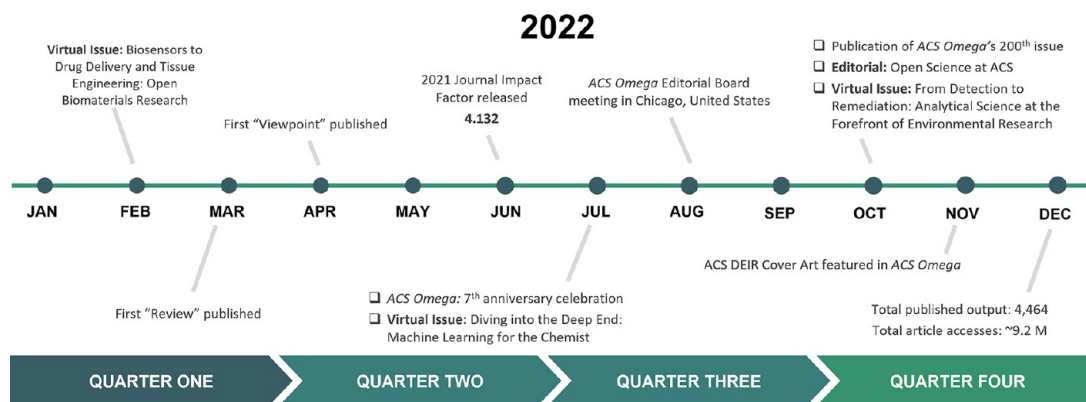 2022
Virtual Issue: Biosensors to
Drug Delivery and Tissue
Engineering: Open
Biomaterials Research
First “Viewpoint” published
2021 Journal Impact
Factor released
4.132
ACS Omega Editorial Board
meeting in Chicago, United States
❑ Publication of ACS Omega’s 200th issue
❑ Editorial: Open Science at ACS
❑ Virtual Issue: From Detection to
Remediation: Analytical Science at the
Forefront of Environmental Research
JAN FEB MAR APR MAY JUN JUL AUG SEP OCT NOV DEC
First “Review” published
❑ ACS Omega: 7th anniversary celebration
❑ Virtual Issue: Diving into the Deep End:
Machine Learning for the Chemist
ACS DEIR Cover Art featured in ACS Omega
Total published output: 4,464
Total article accesses: ~9.2 M
QUARTER ONE QUARTER TWO QUARTER THREE QUARTER FOUR